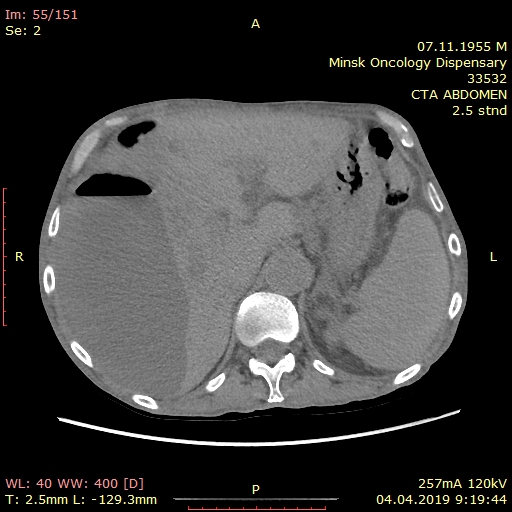 Im: 55/151
Se: 2
A
07.11.1955 M
Minsk Oncology Dispensary
33532
CTA ABDOMEN
2.5 stnd
R
L
WL: 40 WW: 400 [D]
T: 2.5mm L: -129.3mm
P
257mA 120kV
04.04.2019 9:19:44